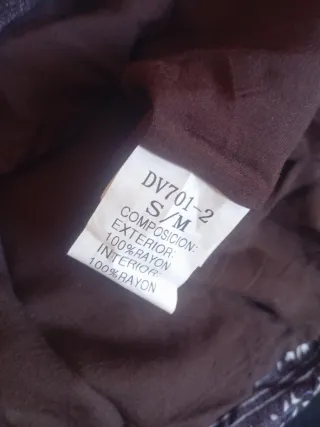 DV701-2
S/M
COMPOSICION:
EXTERIOR:
100%RAYON
INTERIOR:
100%RAYON